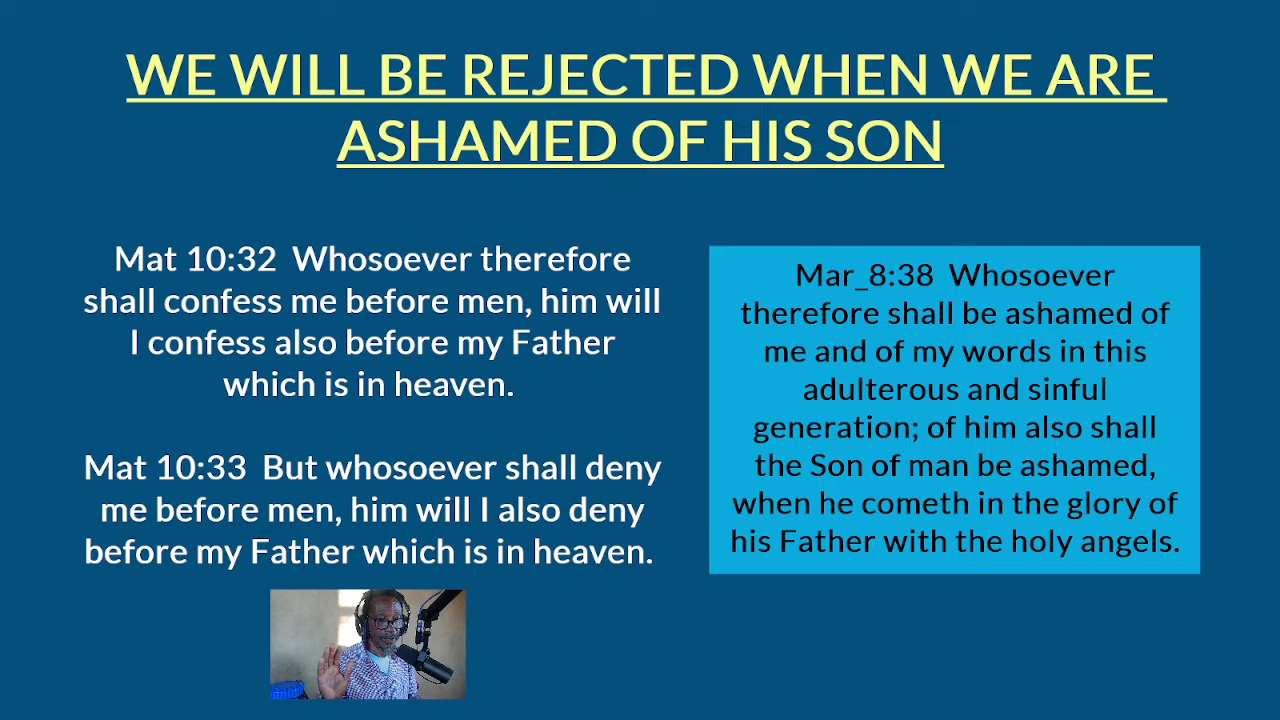 WE WILL BE REJECTED WHEN WE ARE
ASHAMED OF HIS SON
Mat 10:32  Whosoever therefore
shall confess me before men, him will
I confess also before my Father
which is in heaven.
Mat 10:33  But whosoever shall deny
me before men, him will I also deny
before my Father which is in heaven.
Mar_8:38  Whosoever
therefore shall be ashamed of
me and of my words in this
adulterous and sinful
generation; of him also shall
the Son of man be ashamed,
when he cometh in the glory of
his Father with the holy angels.